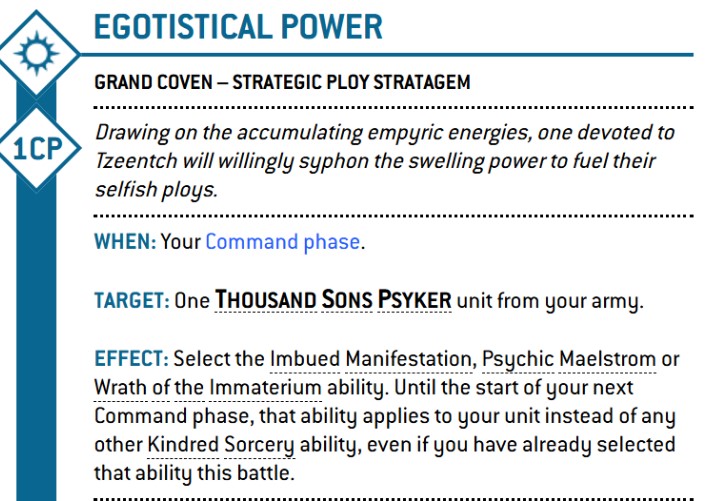 EGOTISTICAL POWER
GRAND COVEN – STRATEGIC PLOY STRATAGEM
1CP
Drawing on the accumulating empyric energies, one devoted to
Tzeentch will willingly syphon the swelling power to fuel their
selfish ploys.
WHEN: Your Command phase.
TARGET: One THOUSAND SONS PSYKER unit from your army.
EFFECT: Select the Imbued Manifestation, Psychic Maelstrom or
Wrath of the Immaterium ability. Until the start of your next
Command phase, that ability applies to your unit instead of any
other Kindred Sorcery ability, even if you have already selected
that ability this battle.